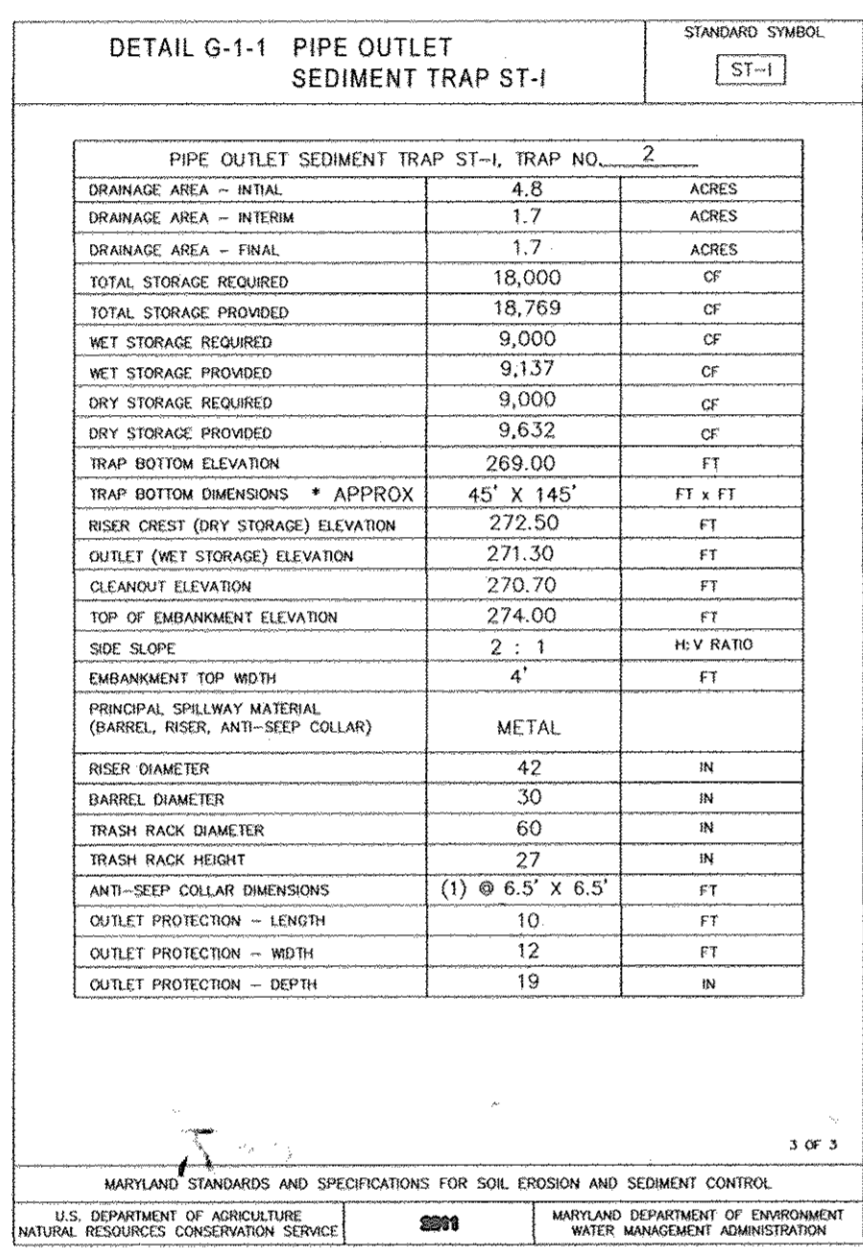 DETAIL G-1-1 PIPE OUTLET
SEDIMENT TRAP ST-I
STANDARD SYMBOL
ST-I
PIPE OUTLET SEDIMENT TRAP ST-I, TRAP NO. 2
DRAINAGE AREA - INTIAL 4.8 ACRES
DRAINAGE AREA - INTERIM 1.7 ACRES
DRAINAGE AREA - FINAL 1.7 ACRES
TOTAL STORAGE REQUIRED 18,000 CF
TOTAL STORAGE PROVIDED 18,769 CF
WET STORAGE REQUIRED 9,000 CF
WET STORAGE PROVIDED 9,137 CF
DRY STORAGE REQUIRED 9,000 CF
DRY STORAGE PROVIDED 9,632 CF
TRAP BOTTOM ELEVATION 269.00 FT
TRAP BOTTOM DIMENSIONS * APPROX 45' X 145' FT x FT
RISER CREST (DRY STORAGE) ELEVATION 272.50 FT
OUTLET (WET STORAGE) ELEVATION 271.30 FT
CLEANOUT ELEVATION 270.70 FT
TOP OF EMBANKMENT ELEVATION 274.00 FT
SIDE SLOPE 2 : 1 H:V RATIO
EMBANKMENT TOP WIDTH 4' FT
PRINCIPAL SPILLWAY MATERIAL
(BARREL, RISER, ANTI-SEEP COLLAR) METAL
RISER DIAMETER 42 IN
BARREL DIAMETER 30 IN
TRASH RACK DIAMETER 60 IN
TRASH RACK HEIGHT 27 IN
ANTI-SEEP COLLAR DIMENSIONS (1) @ 6.5' X 6.5' FT
OUTLET PROTECTION - LENGTH 10 FT
OUTLET PROTECTION - WIDTH 12 FT
OUTLET PROTECTION - DEPTH 19 IN
3 OF 3
MARYLAND STANDARDS AND SPECIFICATIONS FOR SOIL EROSION AND SEDIMENT CONTROL
U.S. DEPARTMENT OF AGRICULTURE
NATURAL RESOURCES CONSERVATION SERVICE
2011
MARYLAND DEPARTMENT OF ENVIRONMENT
WATER MANAGEMENT ADMINISTRATION